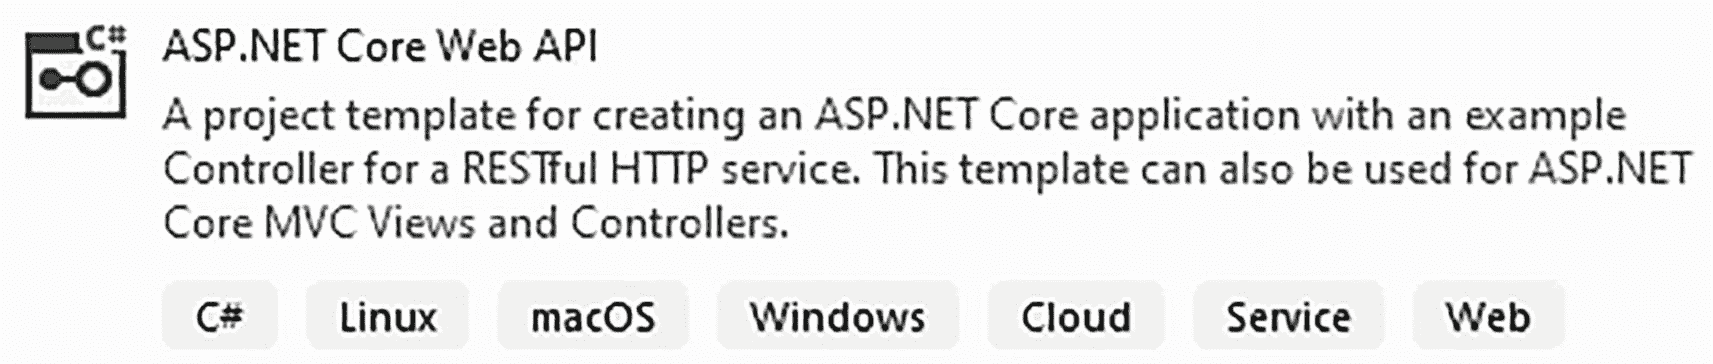 C#
ASP.NET Core Web API
A project template for creating an ASP.NET Core application with an example
Controller for a RESTful HTTP service. This template can also be used for ASP.NET
Core MVC Views and Controllers.
C# Linux macOS Windows Cloud Service Web